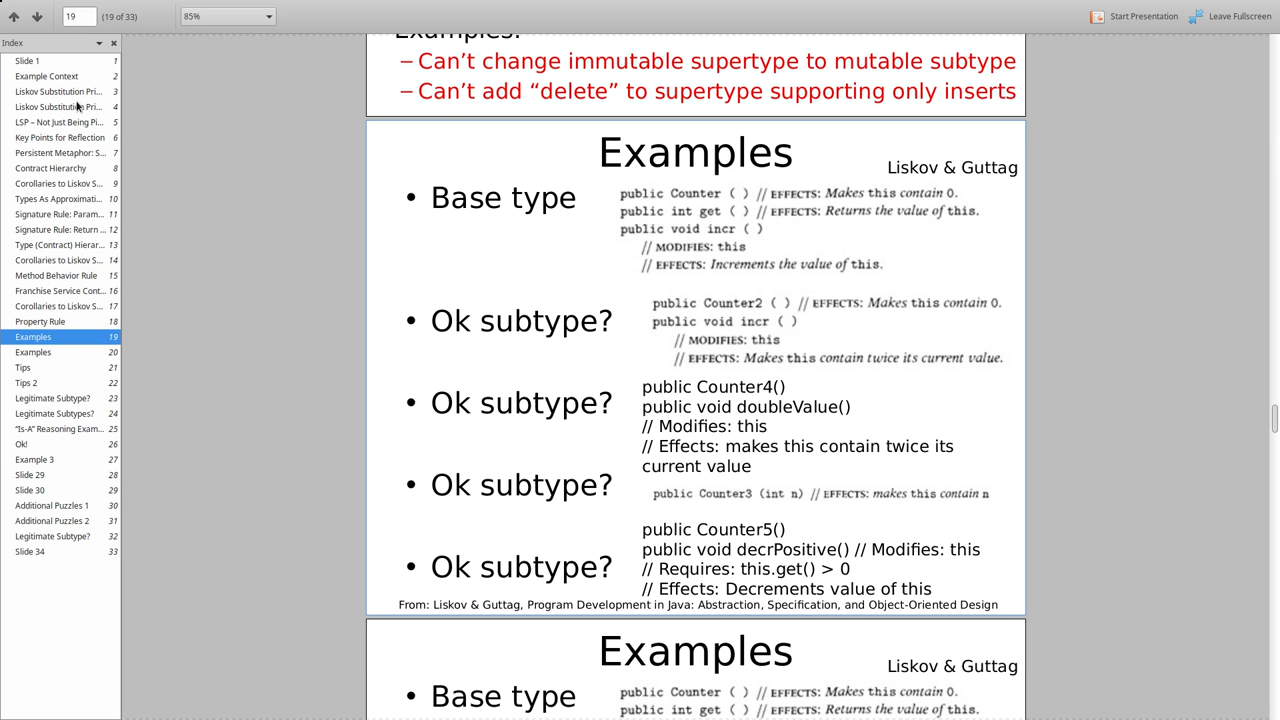 19 (19 of 33) 85% Start Presentation Leave Fullscreen
Index
Slide 1 1
Example Context 2
Liskov Substitution Pri... 3
Liskov Substitution Pri... 4
LSP – Not Just Being Pi... 5
Key Points for Reflection 6
Persistent Metaphor: S... 7
Contract Hierarchy 8
Corollaries to Liskov S... 9
Types As Approximati... 10
Signature Rule: Param... 11
Signature Rule: Return ... 12
Type (Contract) Hierar... 13
Corollaries to Liskov S... 14
Method Behavior Rule 15
Franchise Service Cont... 16
Corollaries to Liskov S... 17
Property Rule 18
Examples 19
Examples 20
Tips 21
Tips 2 22
Legitimate Subtype? 23
Legitimate Subtypes? 24
“Is-A” Reasoning Exam... 25
Ok! 26
Example 3 27
Slide 29 28
Slide 30 29
Additional Puzzles 1 30
Additional Puzzles 2 31
Legitimate Subtype? 32
Slide 34 33
Examples:
– Can’t change immutable supertype to mutable subtype
– Can’t add “delete” to supertype supporting only inserts
Examples
Liskov & Guttag
• Base type
public Counter ( ) // EFFECTS: Makes this contain 0.
public int get ( ) // EFFECTS: Returns the value of this.
public void incr ( )
// MODIFIES: this
// EFFECTS: Increments the value of this.
• Ok subtype?
public Counter2 ( ) // EFFECTS: Makes this contain 0.
public void incr ( )
// MODIFIES: this
// EFFECTS: Makes this contain twice its current value.
• Ok subtype?
public Counter4()
public void doubleValue()
// Modifies: this
// Effects: makes this contain twice its
current value
• Ok subtype?
public Counter3 (int n) // EFFECTS: makes this contain n
• Ok subtype?
public Counter5()
public void decrPositive() // Modifies: this
// Requires: this.get() > 0
// Effects: Decrements value of this
From: Liskov & Guttag, Program Development in Java: Abstraction, Specification, and Object-Oriented Design
Examples
Liskov & Guttag
• Base type
public Counter ( ) // EFFECTS: Makes this contain 0.
public int get ( ) // EFFECTS: Returns the value of this.